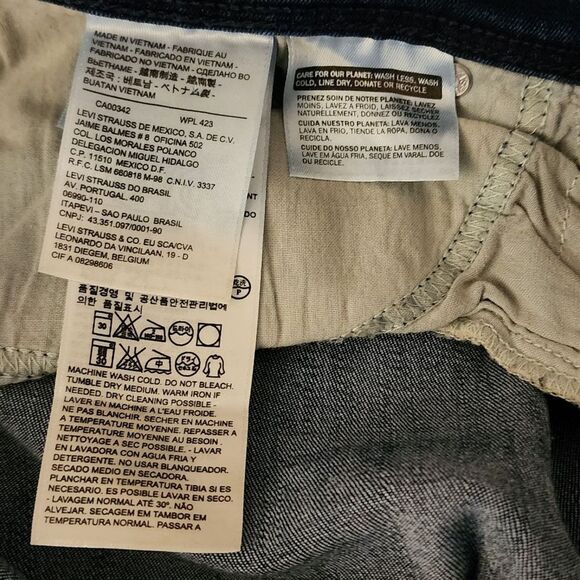 MADE IN VIETNAM - FABRIQUE AU
VIETNAM - FABRICADO EN VIETNAM -
FABRICADO NO VIETNAM - СДЕЛАНО ВО
ВЬЕТНАМЕ - 越南制造 - 越南製 -
제조국: 베트남 - ベトナム製 -
BUATAN VIETNAM
CA00342 WPL 423
LEVI STRAUSS DE MEXICO, S.A. DE C.V.
JAIME BALMES # 8 OFICINA 502
COL. LOS MORALES POLANCO
DELEGACION MIGUEL HIDALGO
C.P. 11510 MEXICO D.F.
R.F.C. LSM 660818 M-98 C.N.I.V. 3337
LEVI STRAUSS DO BRASIL
AV. PORTUGAL, 400
06990-110
ITAPEVI - SAO PAULO BRASIL
CNPJ: 43.351.097/0001-90
LEVI STRAUSS & CO. EU SCA/CVA
LEONARDO DA VINCILAAN, 19 - D
1831 DIEGEM, BELGIUM
CIF A 08298606
CARE FOR OUR PLANET: WASH LESS, WASH
COLD, LINE DRY, DONATE OR RECYCLE
PRENEZ SOIN DE NOTRE PLANETE: LAVEZ
MOINS, LAVEZ A FROID, LAISSEZ SECHER
NATURELLEMENT, DONNEZ OU RECYCLEZ
CUIDA NUESTRO PLANETA: LAVA MENOS,
LAVA EN FRIO, TIENDE LA ROPA, DONA O
RECICLA.
CUIDE DO NOSSO PLANETA: LAVE MENOS,
LAVE EM ÁGUA FRIA, SEQUE EM VARAL, DOE
OU RECICLE.
품질경영 및 공산품안전관리법에
의한 품질표시
30 드라이
30 中 ドライ
MACHINE WASH COLD. DO NOT BLEACH.
TUMBLE DRY MEDIUM. WARM IRON IF
NEEDED. DRY CLEANING POSSIBLE -
LAVER EN MACHINE A L'EAU FROIDE.
NE PAS BLANCHIR. SECHER EN MACHINE
A TEMPERATURE MOYENNE. REPASSER A
TEMPERATURE MOYENNE AU BESOIN .
NETTOYAGE A SEC POSSIBLE - LAVAR
EN LAVADORA CON AGUA FRIA Y
DETERGENTE. NO USAR BLANQUEADOR.
SECADO MEDIO EN SECADORA.
PLANCHAR EN TEMPERATURA TIBIA SI ES
NECESARIO. ES POSIBLE LAVAR EN SECO.
- LAVAGEM NORMAL ATÉ 30º. NÃO
ALVEJAR. SECAGEM EM TAMBOR EM
TEMPERATURA NORMAL. PASSAR A